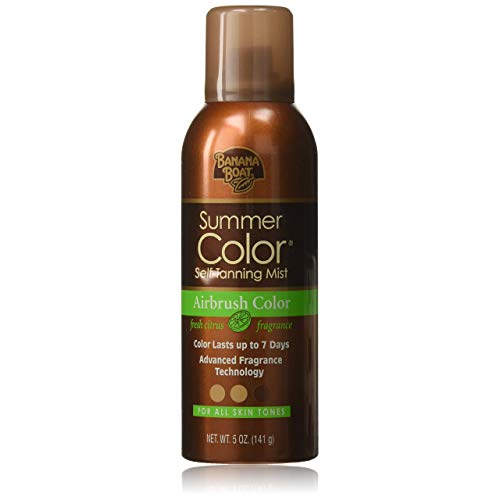 BANANA
BOAT®
Summer
Color®
Self-Tanning Mist
Airbrush Color
fresh citrus fragrance
Color Lasts up to 7 Days
Advanced Fragrance
Technology
FOR ALL SKIN TONES
NET. WT. 5 OZ. (141 g)